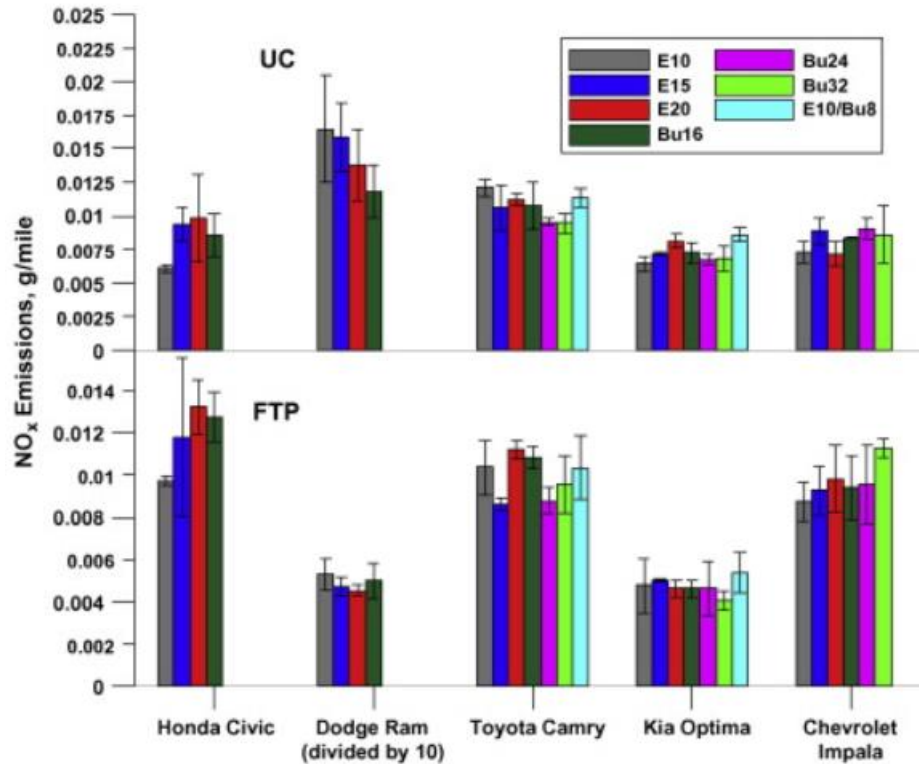 0.025
0.0225
0.02
0.0175
0.015
0.0125
0.01
0.0075
0.005
0.0025
0
UC
E10
E15
E20
Bu16
Bu24
Bu32
E10/Bu8
NOx Emissions, g/mile
0.014
0.012
0.01
0.008
0.006
0.004
0.002
0
FTP
Honda Civic
Dodge Ram
(divided by 10)
Toyota Camry
Kia Optima
Chevrolet
Impala